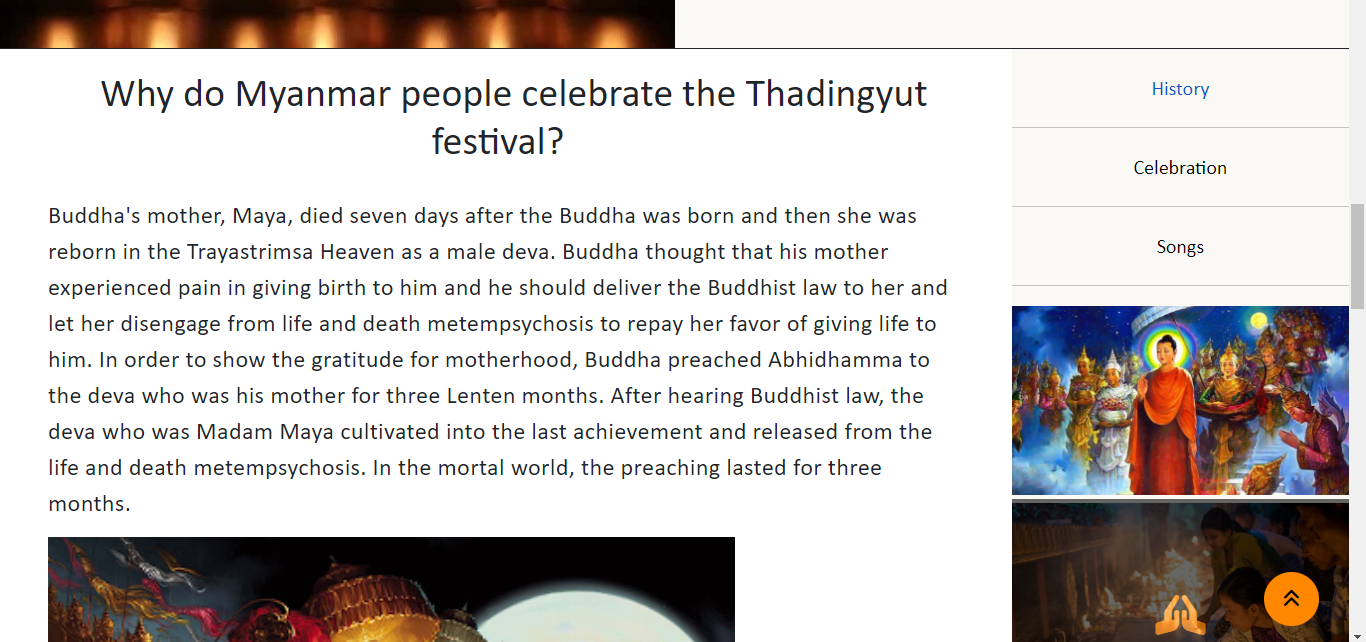 Why do Myanmar people celebrate the Thadingyut
festival?
Buddha's mother, Maya, died seven days after the Buddha was born and then she was
reborn in the Trayastrimsa Heaven as a male deva. Buddha thought that his mother
experienced pain in giving birth to him and he should deliver the Buddhist law to her and
let her disengage from life and death metempsychosis to repay her favor of giving life to
him. In order to show the gratitude for motherhood, Buddha preached Abhidhamma to
the deva who was his mother for three Lenten months. After hearing Buddhist law, the
deva who was Madam Maya cultivated into the last achievement and released from the
life and death metempsychosis. In the mortal world, the preaching lasted for three
months.
History
Celebration
Songs